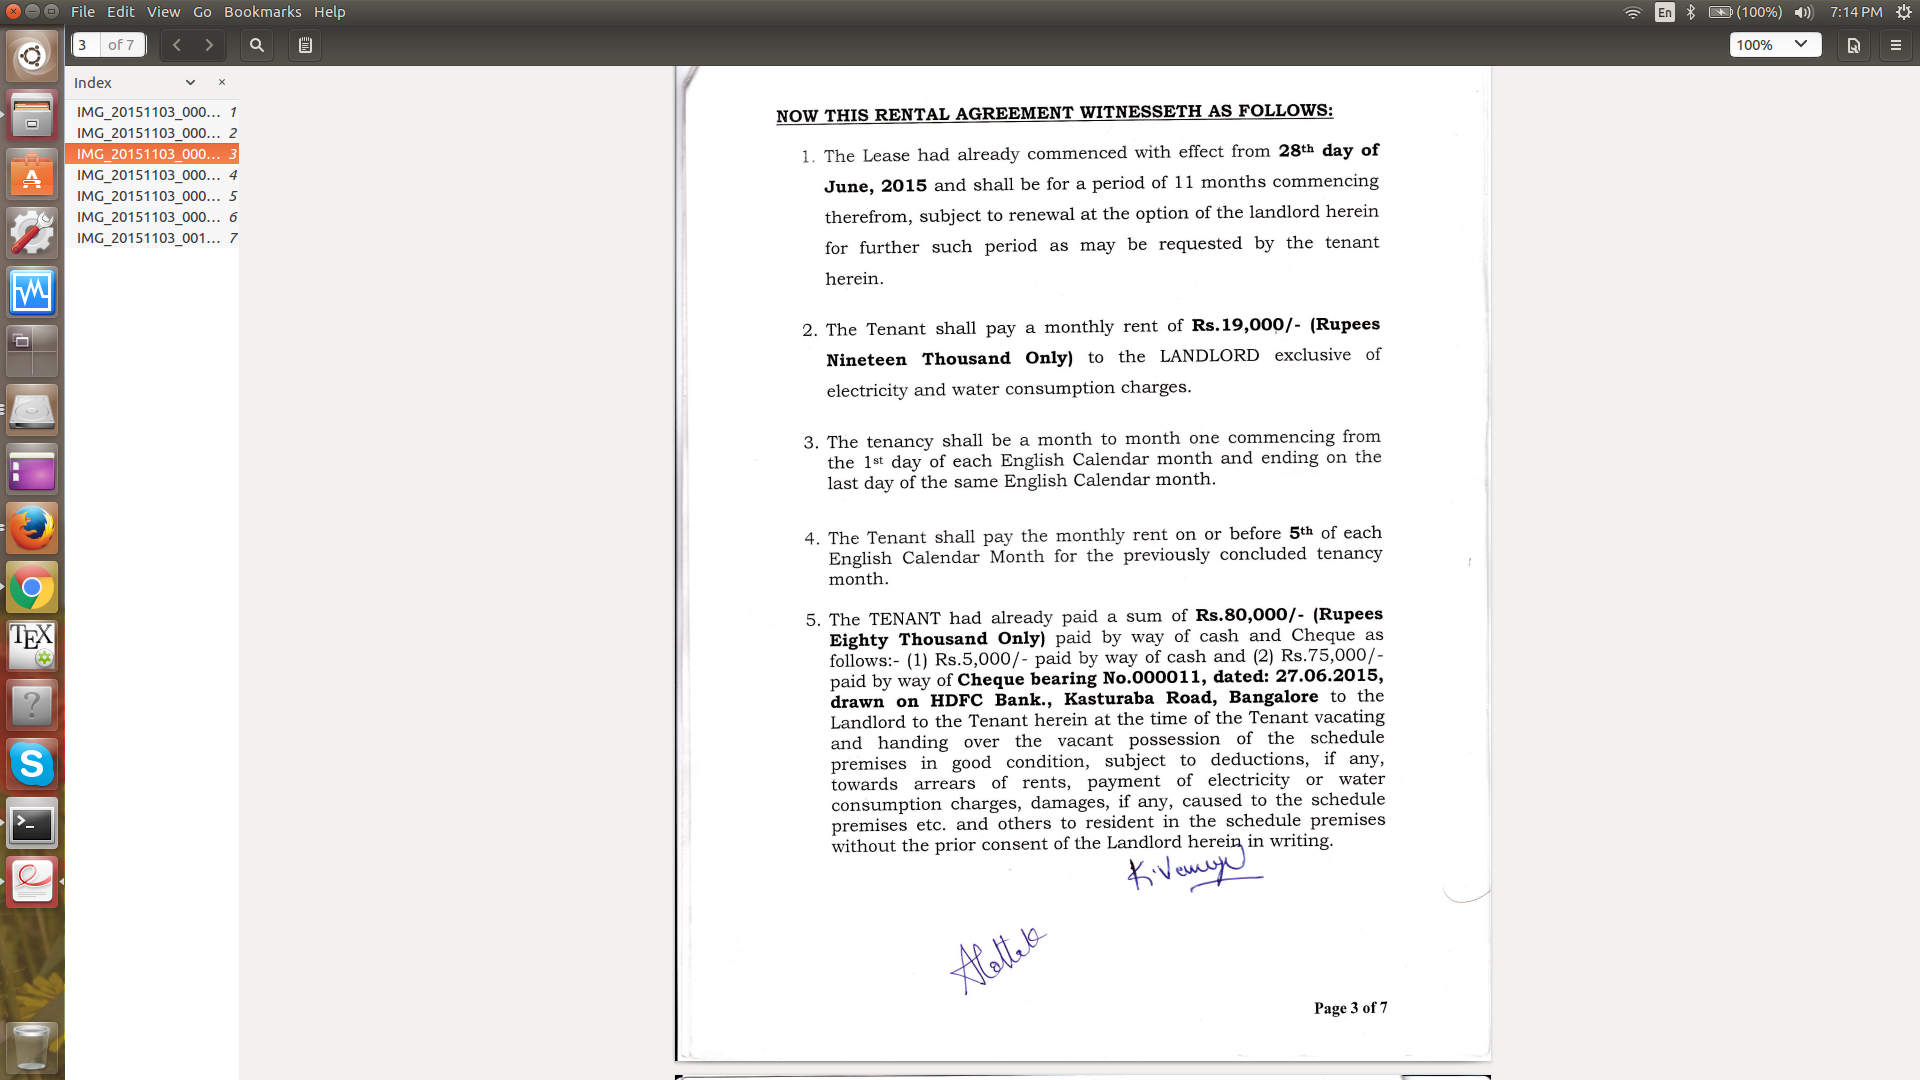 File Edit View Go Bookmarks Help
En (100%) 7:14 PM
3 of 7
100%
Index
IMG_20151103_000... 1
IMG_20151103_000... 2
IMG_20151103_000... 3
IMG_20151103_000... 4
IMG_20151103_000... 5
IMG_20151103_000... 6
IMG_20151103_001... 7
NOW THIS RENTAL AGREEMENT WITNESSETH AS FOLLOWS:
1. The Lease had already commenced with effect from 28th day of
June, 2015 and shall be for a period of 11 months commencing
therefrom, subject to renewal at the option of the landlord herein
for further such period as may be requested by the tenant
herein.
2. The Tenant shall pay a monthly rent of Rs.19,000/- (Rupees
Nineteen Thousand Only) to the LANDLORD exclusive of
electricity and water consumption charges.
3. The tenancy shall be a month to month one commencing from
the 1st day of each English Calendar month and ending on the
last day of the same English Calendar month.
4. The Tenant shall pay the monthly rent on or before 5th of each
English Calendar Month for the previously concluded tenancy
month.
5. The TENANT had already paid a sum of Rs.80,000/- (Rupees
Eighty Thousand Only) paid by way of cash and Cheque as
follows:- (1) Rs.5,000/- paid by way of cash and (2) Rs.75,000/-
paid by way of Cheque bearing No.000011, dated: 27.06.2015,
drawn on HDFC Bank., Kasturaba Road, Bangalore to the
Landlord to the Tenant herein at the time of the Tenant vacating
and handing over the vacant possession of the schedule
premises in good condition, subject to deductions, if any,
towards arrears of rents, payment of electricity or water
consumption charges, damages, if any, caused to the schedule
premises etc. and others to resident in the schedule premises
without the prior consent of the Landlord herein in writing.
Page 3 of 7